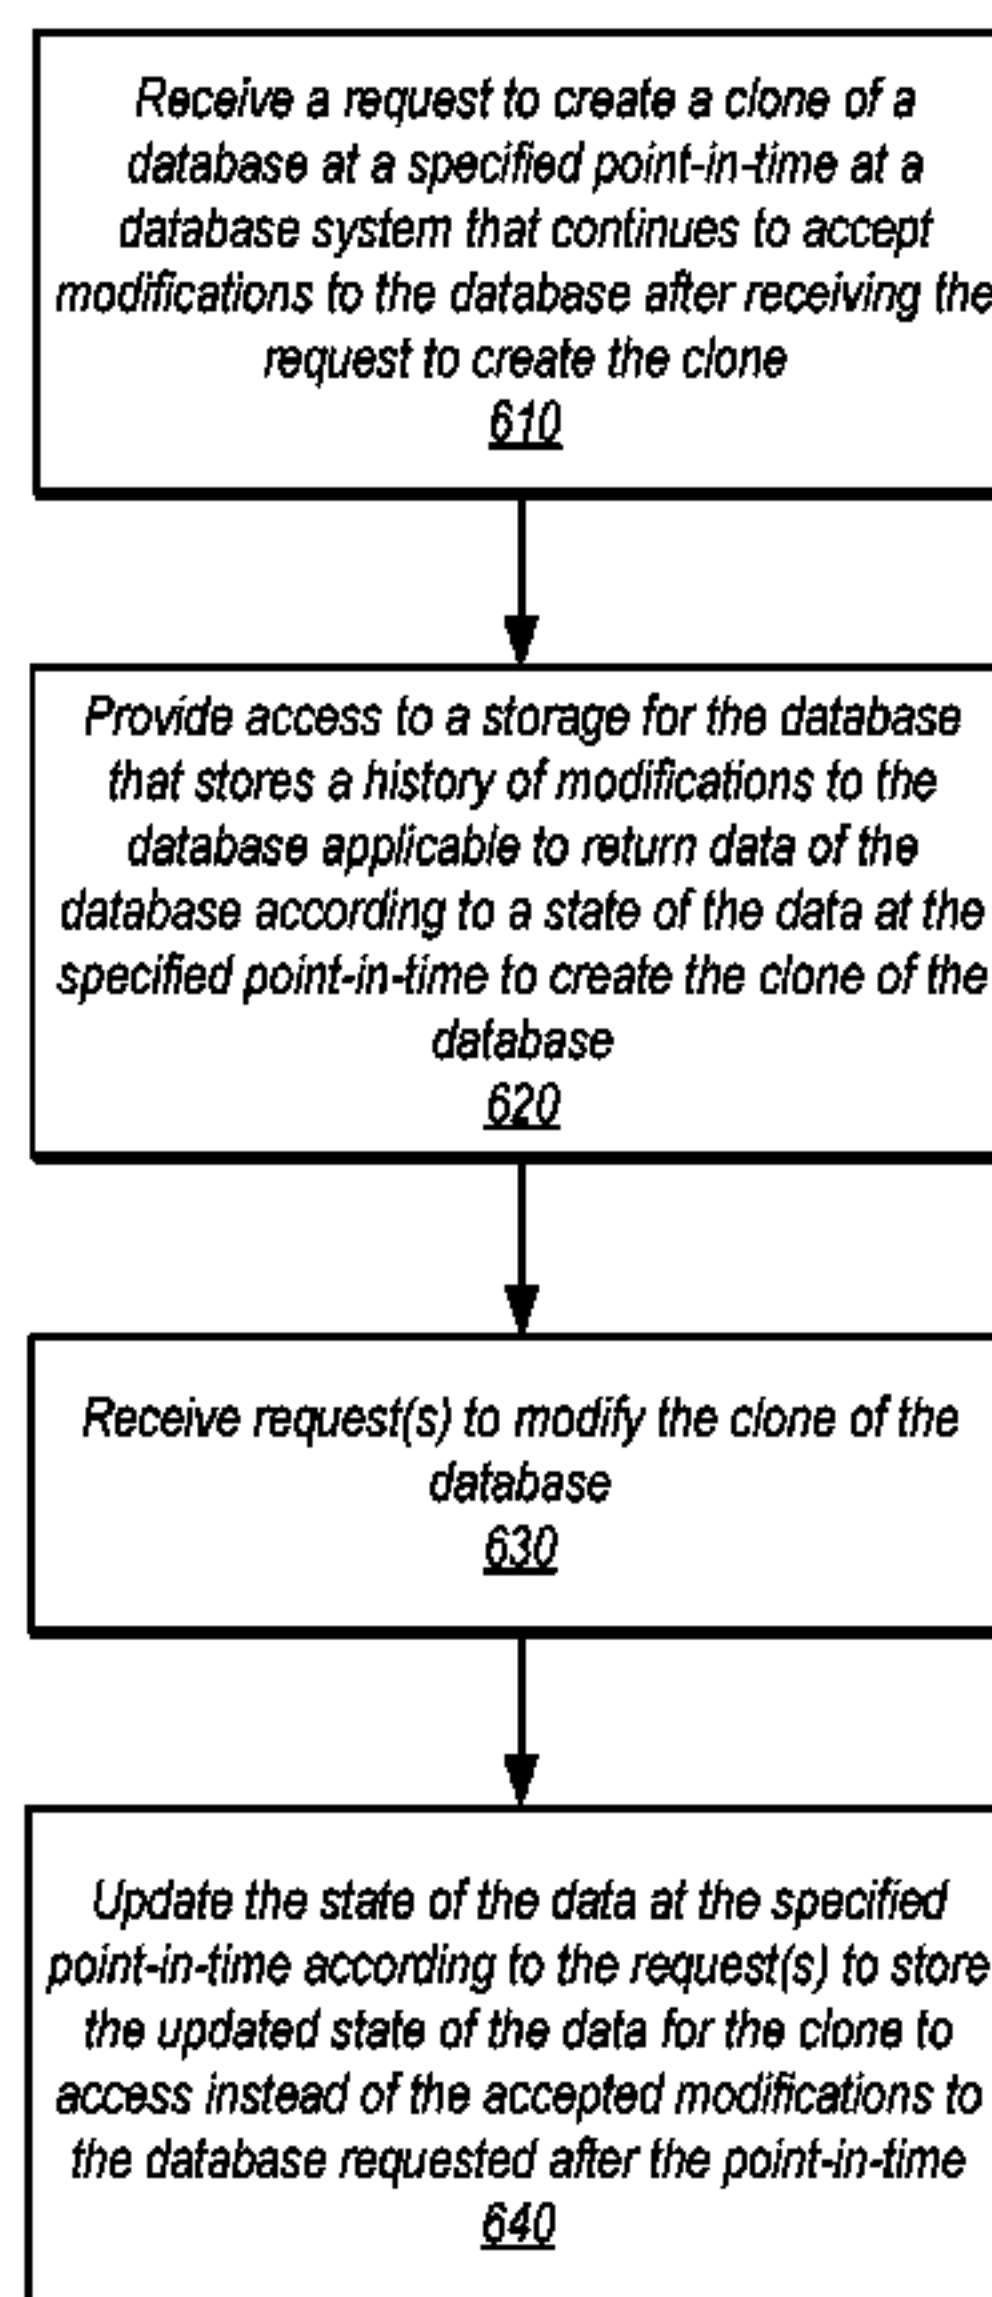 Receive a request to create a clone of a
database at a specified point-in-time at a
database system that continues to accept
modifications to the database after receiving the
request to create the clone
610
Provide access to a storage for the database
that stores a history of modifications to the
database applicable to return data of the
database according to a state of the data at the
specified point-in-time to create the clone of the
database
620
Receive request(s) to modify the clone of the
database
630
Update the state of the data at the specified
point-in-time according to the request(s) to store
the updated state of the data for the clone to
access instead of the accepted modifications to
the database requested after the point-in-time
640